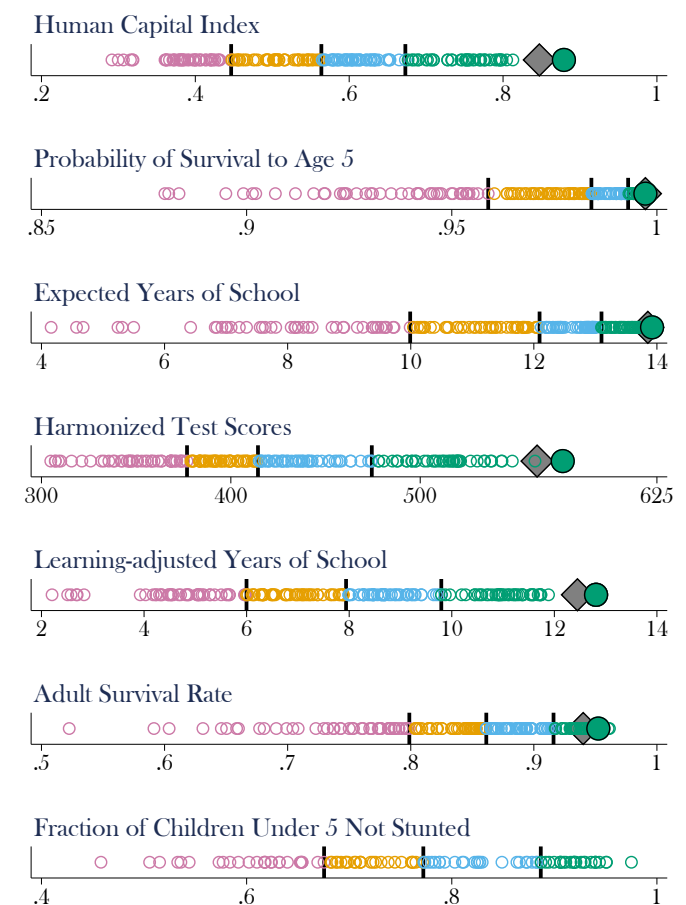 Human Capital Index
.2 .4 .6 .8 1
Probability of Survival to Age 5
.85 .9 .95 1
Expected Years of School
4 6 8 10 12 14
Harmonized Test Scores
300 400 500 625
Learning-adjusted Years of School
2 4 6 8 10 12 14
Adult Survival Rate
.5 .6 .7 .8 .9 1
Fraction of Children Under 5 Not Stunted
.4 .6 .8 1